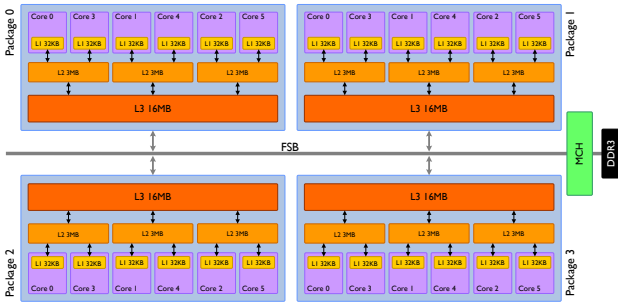 Package 0
Core 0 Core 3 Core 1 Core 4 Core 2 Core 5
L1 32KB L1 32KB L1 32KB L1 32KB L1 32KB L1 32KB
L2 3MB L2 3MB L2 3MB
L3 16MB
Package 1
Core 0 Core 3 Core 1 Core 4 Core 2 Core 5
L1 32KB L1 32KB L1 32KB L1 32KB L1 32KB L1 32KB
L2 3MB L2 3MB L2 3MB
L3 16MB
FSB
MCH
DDR3
Package 2
L3 16MB
L2 3MB L2 3MB L2 3MB
L1 32KB L1 32KB L1 32KB L1 32KB L1 32KB L1 32KB
Core 0 Core 3 Core 1 Core 4 Core 2 Core 5
Package 3
L3 16MB
L2 3MB L2 3MB L2 3MB
L1 32KB L1 32KB L1 32KB L1 32KB L1 32KB L1 32KB
Core 0 Core 3 Core 1 Core 4 Core 2 Core 5